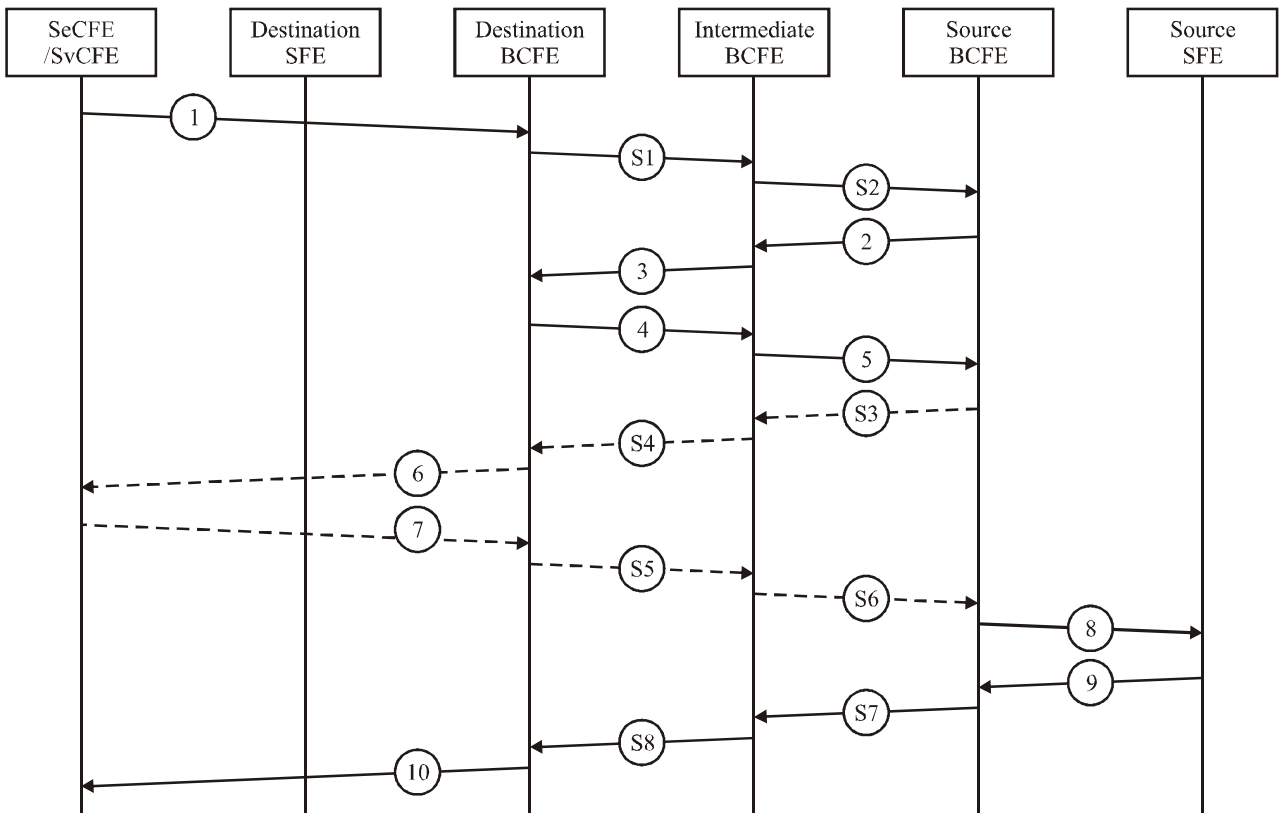 SeCFE
/SvCFE
Destination
SFE
Destination
BCFE
Intermediate
BCFE
Source
BCFE
Source
SFE
1
S1
S2
2
3
4
5
S3
S4
6
7
S5
S6
8
9
S7
S8
10